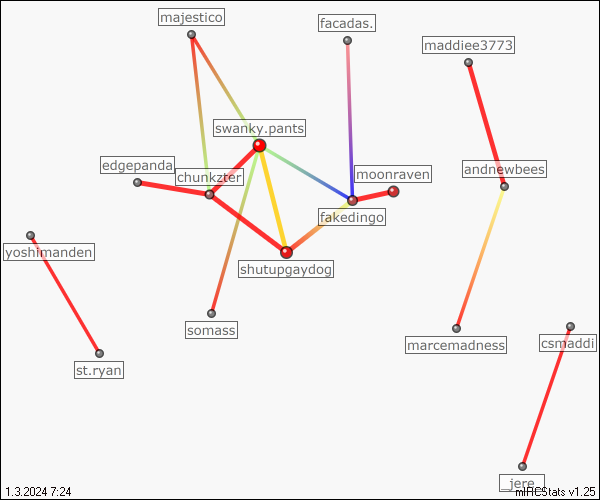 majestico
facadas.
maddiee3773
swanky.pants
edgepanda
chunkzter
moonraven
andnewbees
fakedingo
yoshimanden
shutupgaydog
somass
marcemadness
csmaddi
st.ryan
_jere_
1.3.2024 7:24
mIRCStats v1.25